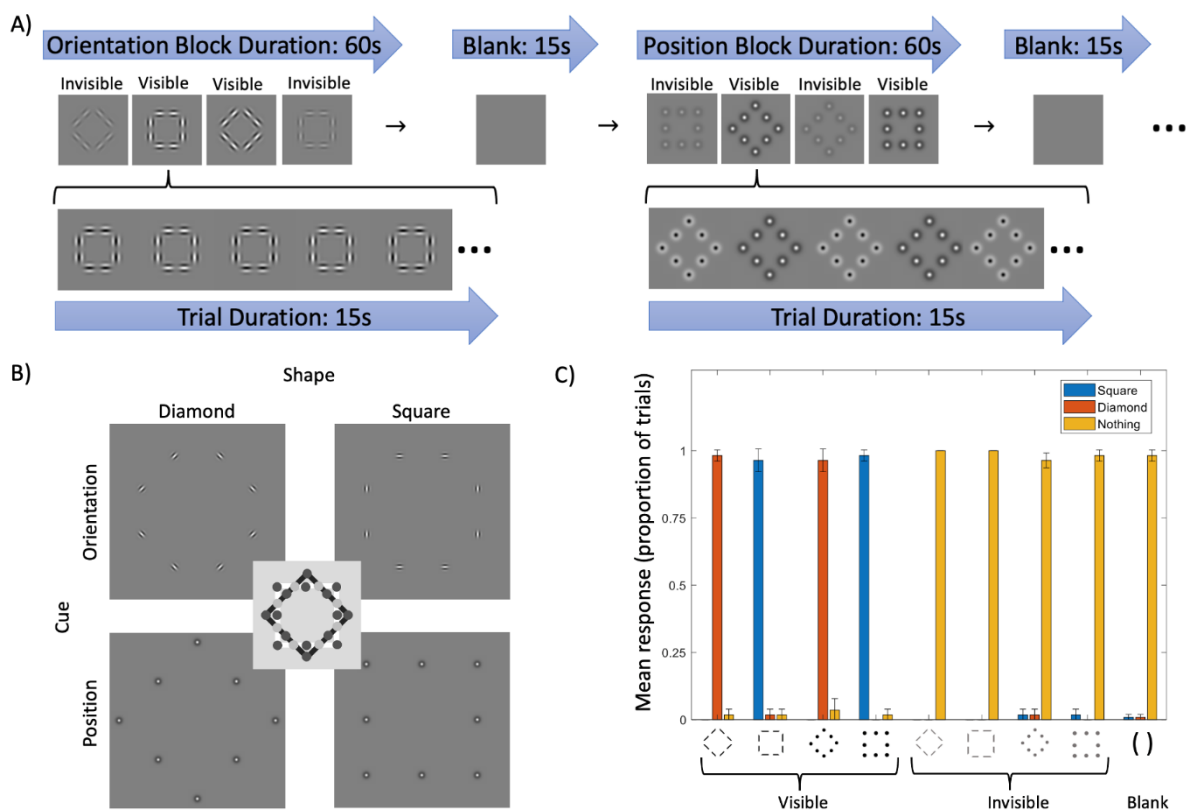 A)
Orientation Block Duration: 60s
Blank: 15s
Position Block Duration: 60s
Blank: 15s
Invisible Visible Visible Invisible
Invisible Visible Invisible Visible
→ → → ...
... ...
Trial Duration: 15s
Trial Duration: 15s
B)
Shape
Diamond Square
Orientation
Cue
Position
C)
Mean response (proportion of trials)
Square
Diamond
Nothing
1
0.75
0.5
0.25
0
( )
Visible Invisible Blank